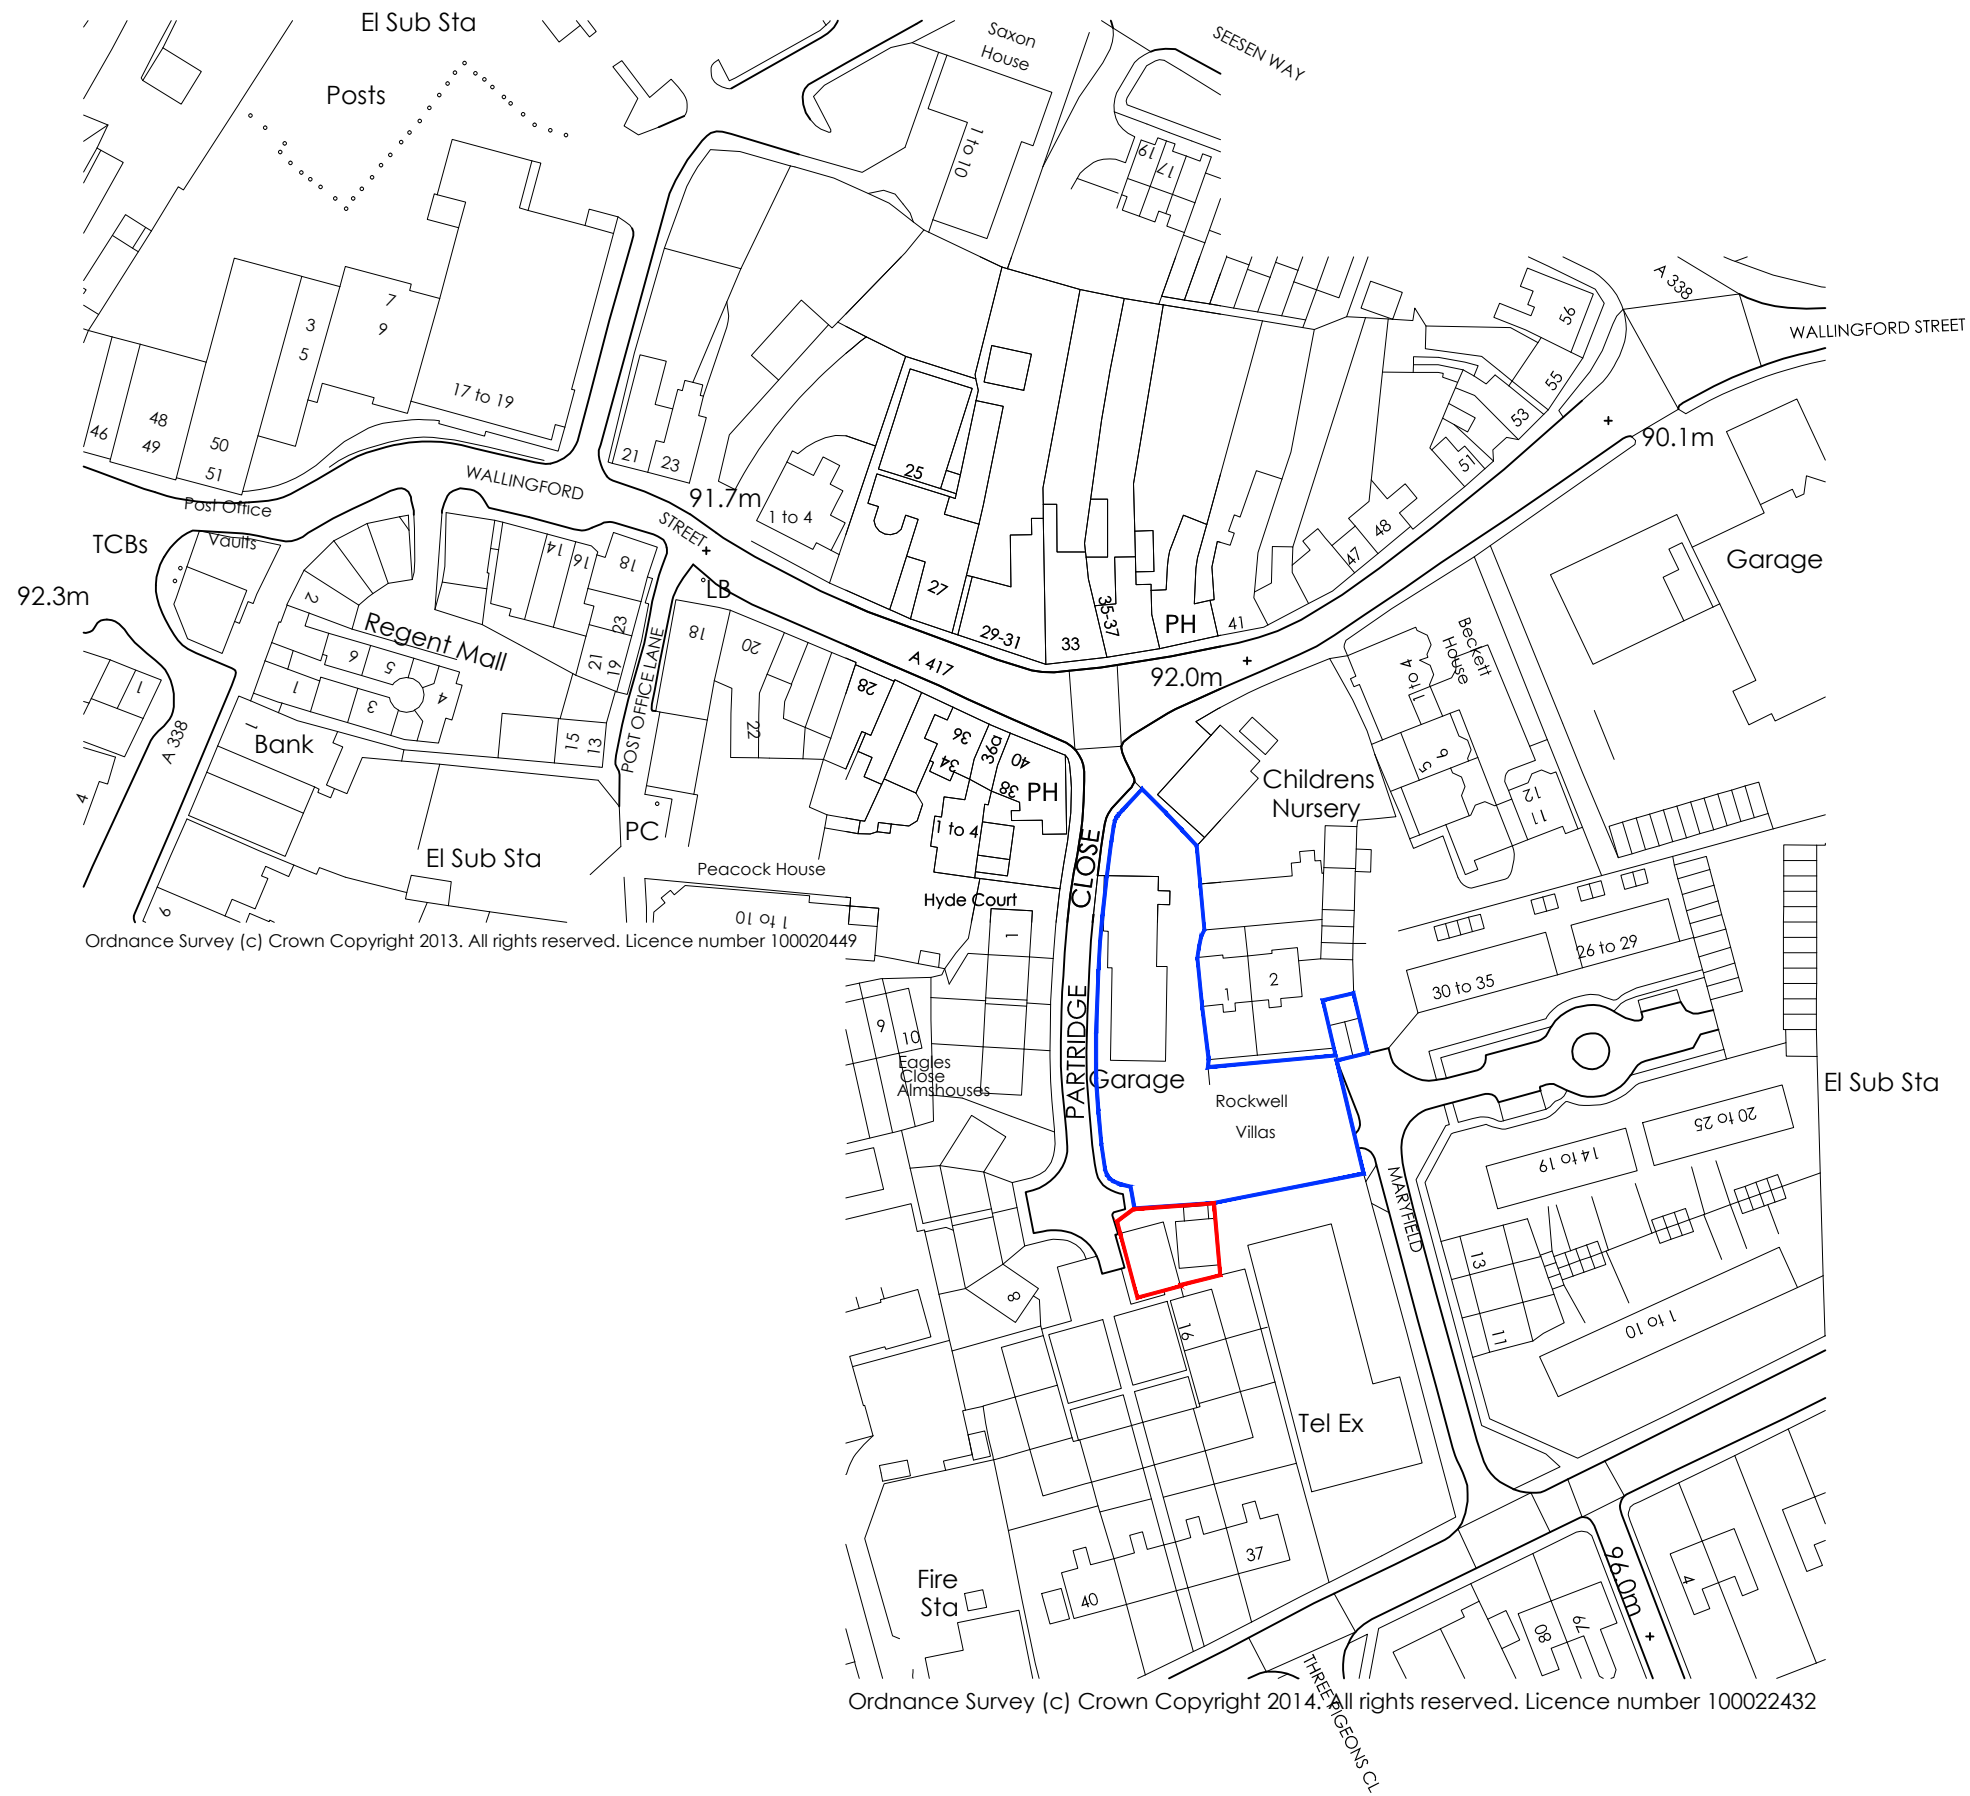 El Sub Sta
Posts
Saxon
House
1 to 10
SEESEN WAY
19
17
A 338
WALLINGFORD STREET
56
55
53
51
90.1m
Garage
7
9
3
5
17 to 19
46
48
49
50
51
Post Office
21
23
WALLINGFORD
STREET
91.7m
1 to 4
25
27
29-31
33
35-37
PH
41
47
48
92.0m
TCBs
Vaults
92.3m
2
Regent Mall
6
5
4
1
3
14
16
18
23
21
19
15
13
LB
POST OFFICE LANE
18
20
22
A 417
28
36
34
36a
40
38
PH
1 to 4
1
A 338
4
1
Bank
El Sub Sta
PC
Peacock House
1 to 10
Hyde Court
9
Ordnance Survey (c) Crown Copyright 2013. All rights reserved. Licence number 100020449
Beckett
House
1 to 4
6
5
12
11
Childrens
Nursery
PARTRIDGE CLOSE
1
9
10
Eagles
Close
Almshouses
Garage
1
2
Rockwell
Villas
30 to 35
26 to 29
El Sub Sta
20 to 25
14 to 19
MARYFIELD
13
11
1 to 10
8
16
Tel Ex
37
40
Fire
Sta
96.0m
4
80
79
THREE PIGEONS CL
Ordnance Survey (c) Crown Copyright 2014. All rights reserved. Licence number 100022432